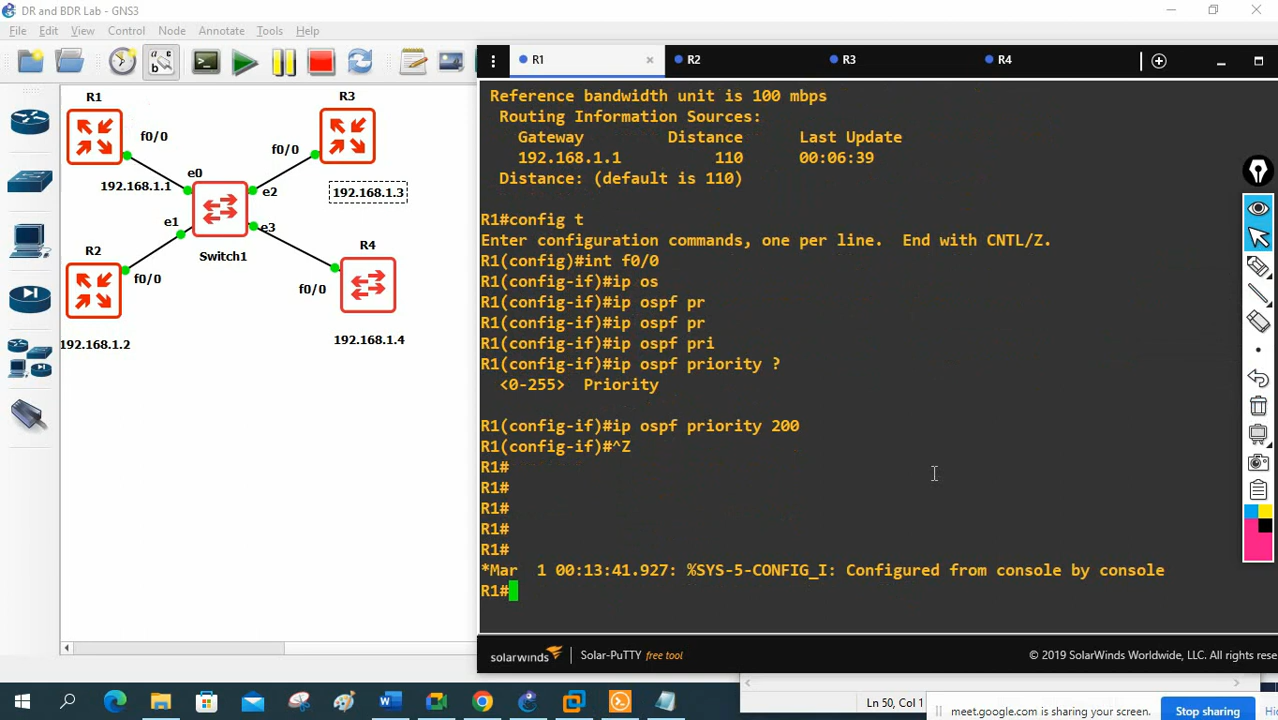 DR and BDR Lab - GNS3
File Edit View Control Node Annotate Tools Help
R1
R3
f0/0
f0/0
e0
192.168.1.1
e2
192.168.1.3
e1
e3
R2
Switch1
R4
f0/0
f0/0
192.168.1.2
192.168.1.4
R1 R2 R3 R4
Reference bandwidth unit is 100 mbps
Routing Information Sources:
Gateway Distance Last Update
192.168.1.1 110 00:06:39
Distance: (default is 110)
R1#config t
Enter configuration commands, one per line. End with CNTL/Z.
R1(config)#int f0/0
R1(config-if)#ip os
R1(config-if)#ip ospf pr
R1(config-if)#ip ospf pr
R1(config-if)#ip ospf pri
R1(config-if)#ip ospf priority ?
<0-255> Priority
R1(config-if)#ip ospf priority 200
R1(config-if)#^Z
R1#
R1#
R1#
R1#
R1#
*Mar 1 00:13:41.927: %SYS-5-CONFIG_I: Configured from console by console
R1#
solarwinds Solar-PuTTY free tool © 2019 SolarWinds Worldwide, LLC. All rights rese
Ln 50, Col 1
meet.google.com is sharing your screen. Stop sharing Hi